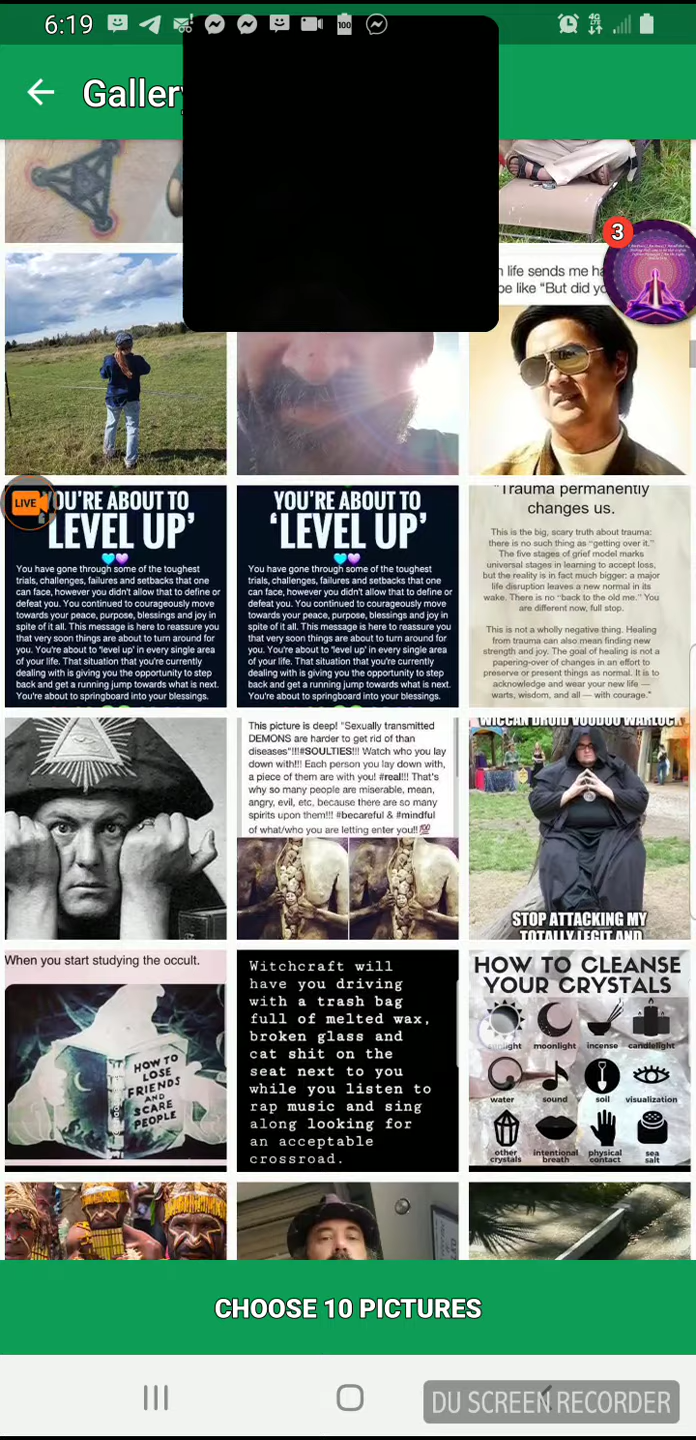 6:19
100
4G
Galler
3
n life sends me ha
be like "But did yo
LIVE
YOU'RE ABOUT TO
'LEVEL UP'
You have gone through some of the toughest
trials, challenges, failures and setbacks that one
can face, however you didn't allow that to define or
defeat you. You continued to courageously move
towards your peace, purpose, blessings and joy in
spite of it all. This message is here to reassure you
that very soon things are about to turn around for
you. You're about to 'level up' in every single area
of your life. That situation that you're currently
dealing with is giving you the opportunity to step
back and get a running jump towards what is next.
You're about to springboard into your blessings.
YOU'RE ABOUT TO
'LEVEL UP'
You have gone through some of the toughest
trials, challenges, failures and setbacks that one
can face, however you didn't allow that to define or
defeat you. You continued to courageously move
towards your peace, purpose, blessings and joy in
spite of it all. This message is here to reassure you
that very soon things are about to turn around for
you. You're about to 'level up' in every single area
of your life. That situation that you're currently
dealing with is giving you the opportunity to step
back and get a running jump towards what is next.
You're about to springboard into your blessings.
"Trauma permanently
changes us.
This is the big, scary truth about trauma:
there is no such thing as "getting over it."
The five stages of grief model marks
universal stages in learning to accept loss,
but the reality is in fact much bigger: a major
life disruption leaves a new normal in its
wake. There is no "back to the old me." You
are different now, full stop.
This is not a wholly negative thing. Healing
from trauma can also mean finding new
strength and joy. The goal of healing is not a
papering-over of changes in an effort to
preserve or present things as normal. It is to
acknowledge and wear your new life —
warts, wisdom, and all — with courage."
This picture is deep! "Sexually transmitted
DEMONS are harder to get rid of than
diseases"!!!#SOULTIES!!! Watch who you lay
down with!!! Each person you lay down with,
a piece of them are with you! #real!!! That's
why so many people are miserable, mean,
angry, evil, etc, because there are so many
spirits upon them!!! #becareful & #mindful
of what/who you are letting enter you!! 💯
WICCAN DRUID VOODOO WARLOCK
STOP ATTACKING MY
TOTALLY LEGIT AND
When you start studying the occult.
HOW TO
LOSE
FRIENDS
AND
SCARE
PEOPLE
Witchcraft will
have you driving
with a trash bag
full of melted wax,
broken glass and
cat shit on the
seat next to you
while you listen to
rap music and sing
along looking for
an acceptable
crossroad.
HOW TO CLEANSE
YOUR CRYSTALS
sunlight moonlight incense candlelight
water sound soil visualization
other crystals intentional breath physical contact sea salt
CHOOSE 10 PICTURES
DU SCREEN RECORDER